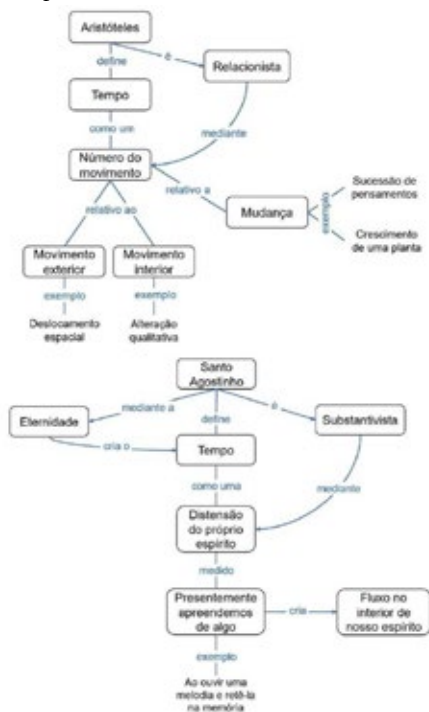 Aristóteles
define
é
Relacionista
Tempo
como um
mediante
Número do
movimento
relativo a
Mudança
exemplo
Sucessão de
pensamentos
Crescimento
de uma planta
relativo ao
Movimento
exterior
Movimento
interior
exemplo
exemplo
Deslocamento
espacial
Alteração
qualitativa
Santo
Agostinho
mediante a
define
é
Eternidade
Substantivista
cria o
Tempo
como uma
mediante
Distensão
do próprio
espírito
medido
Presentemente
apreendemos
de algo
cria
Fluxo no
interior de
nosso espírito
exemplo
Ao ouvir uma
melodia e retê-la
na memória